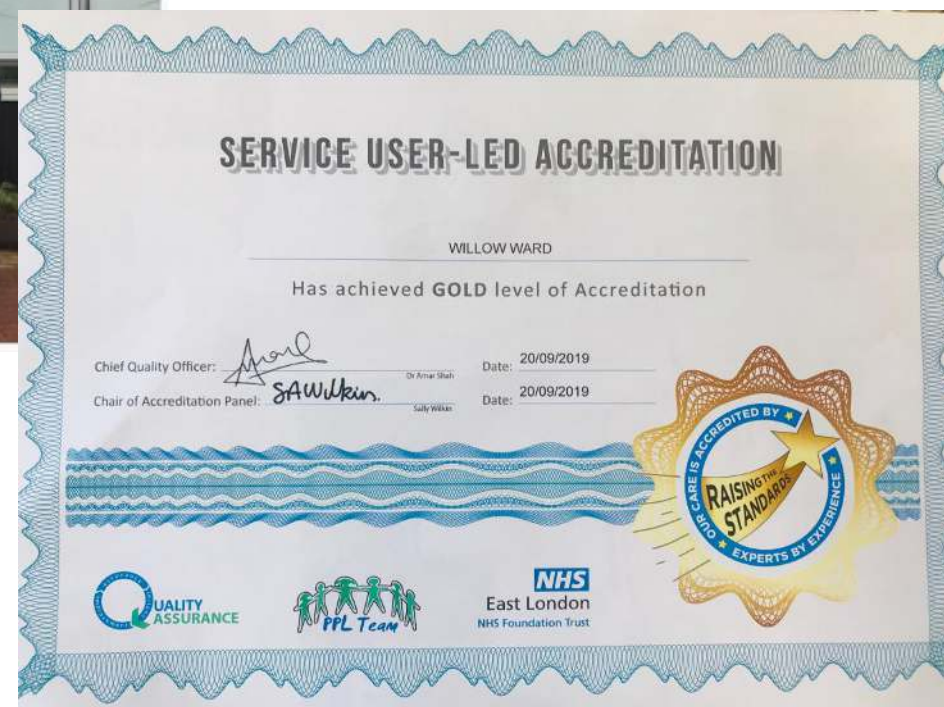 SERVICE USER-LED ACCREDITATION
WILLOW WARD
Has achieved GOLD level of Accreditation
Chief Quality Officer:
Dr Amar Shah
Date: 20/09/2019
Chair of Accreditation Panel: SAWilkin.
Sally Wilkin
Date: 20/09/2019
OUR CARE IS ACCREDITED BY
RAISING THE
STANDARDS
EXPERTS BY EXPERIENCE
QUALITY
ASSURANCE
PPL Team
NHS
East London
NHS Foundation Trust